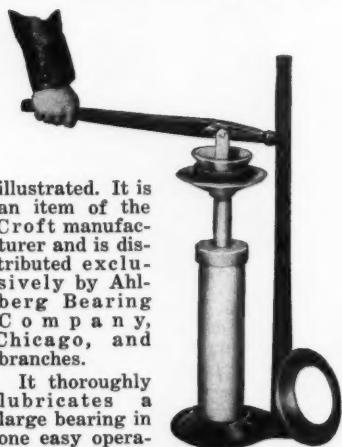 illustrated. It is
an item of the
Croft manufac-
turer and is dis-
tributed exclu-
sively by Ahl-
berg Bearing
Company,
Chicago, and
branches.
It thoroughly
lubricates a
large bearing in
one easy opera-